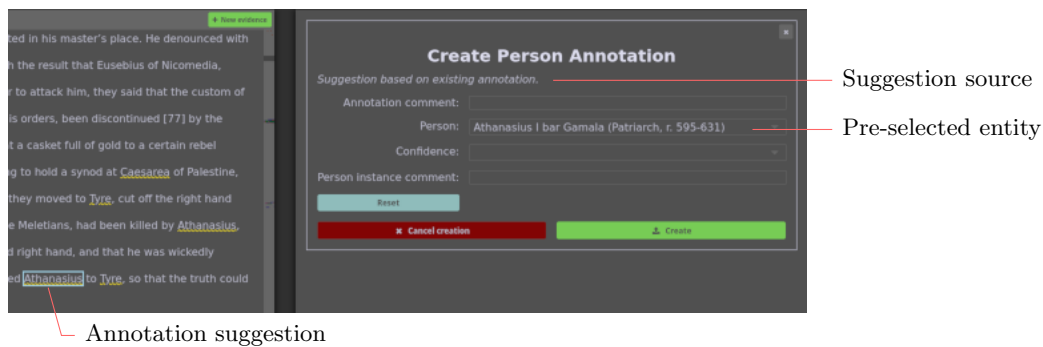 + New evidence
ted in his master's place. He denounced with
h the result that Eusebius of Nicomedia,
r to attack him, they said that the custom of
is orders, been discontinued [77] by the
t a casket full of gold to a certain rebel
g to hold a synod at Caesarea of Palestine,
they moved to Tyre, cut off the right hand
e Meletians, had been killed by Athanasius,
d right hand, and that he was wickedly
ed Athanasius to Tyre, so that the truth could
Create Person Annotation
Suggestion based on existing annotation.
Annotation comment:
Person: Athanasius I bar Gamala (Patriarch, r. 595-631)
Confidence:
Person instance comment:
Reset
Cancel creation
Create
Suggestion source
Pre-selected entity
Annotation suggestion